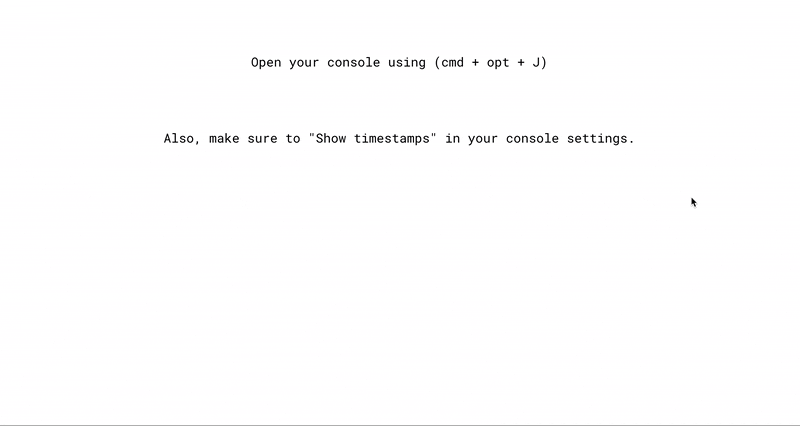 Open your console using (cmd + opt + J)
Also, make sure to "Show timestamps" in your console settings.